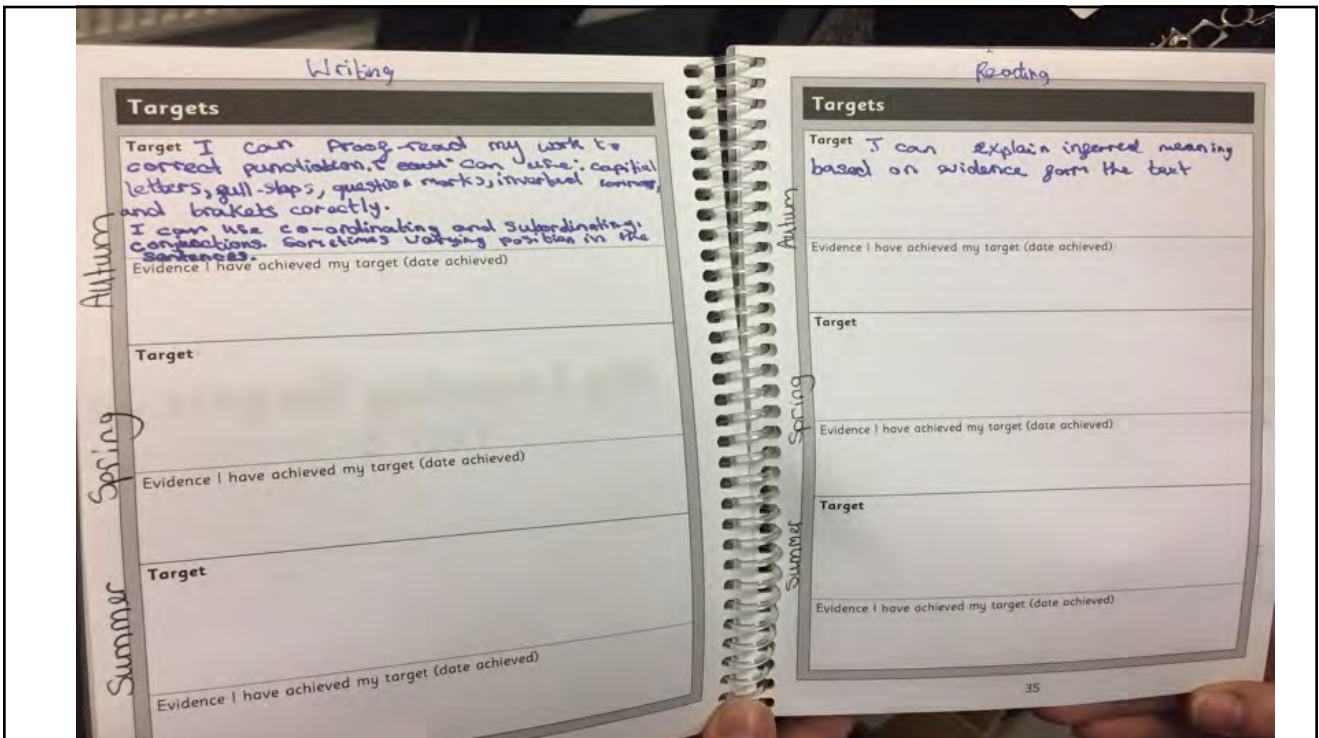 Writing
Targets
Target I can proof-read my work to
correct punctiation. I can use: capitial
letters, full-stops, question marks, inverted commas,
and brakets corectly.
I can use co-ordinating and subordinating.
conjections. Sometimes varying position in the
sentences.
Autum
Evidence I have achieved my target (date achieved)
Target
Spring
Evidence I have achieved my target (date achieved)
Target
Summer
Evidence I have achieved my target (date achieved)
Reading
Targets
Target I can explain inferred meaning
based on evidence form the text
Autum
Evidence I have achieved my target (date achieved)
Target
Spring
Evidence I have achieved my target (date achieved)
Target
Summer
Evidence I have achieved my target (date achieved)
35